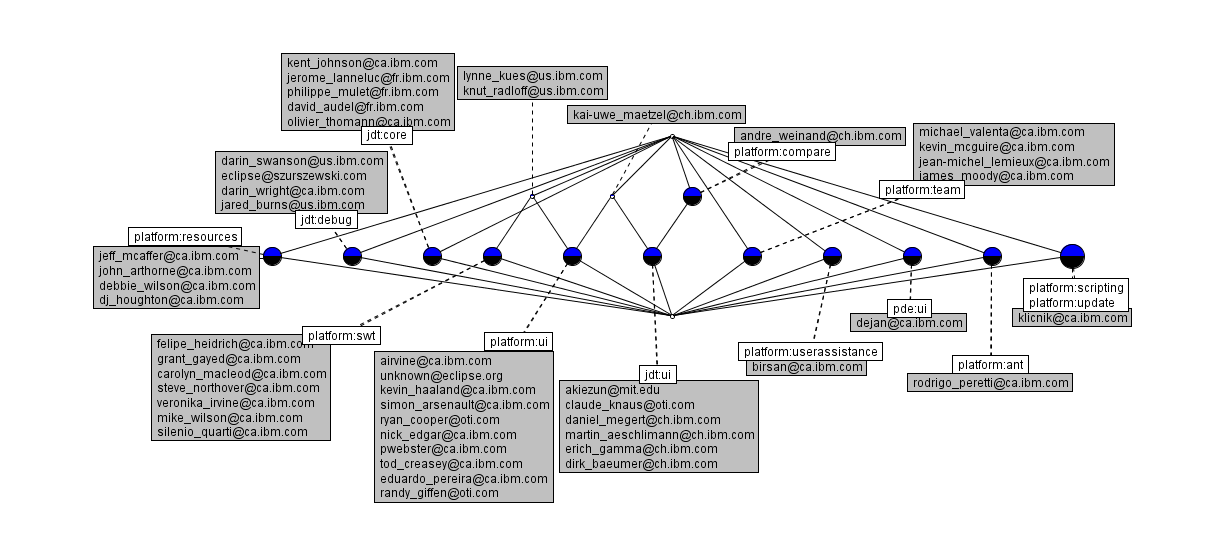 kent_johnson@ca.ibm.com
jerome_lanneluc@fr.ibm.com
philippe_mulet@fr.ibm.com
david_audel@fr.ibm.com
olivier_thomann@ca.ibm.com
jdt:core
lynne_kues@us.ibm.com
knut_radloff@us.ibm.com
kai-uwe_maetzel@ch.ibm.com
andre_weinand@ch.ibm.com
platform:compare
michael_valenta@ca.ibm.com
kevin_mcguire@ca.ibm.com
jean-michel_lemieux@ca.ibm.com
james_moody@ca.ibm.com
platform:team
darin_swanson@us.ibm.com
eclipse@szurszewski.com
darin_wright@ca.ibm.com
jared_burns@us.ibm.com
jdt:debug
platform:resources
jeff_mcaffer@ca.ibm.com
john_arthorne@ca.ibm.com
debbie_wilson@ca.ibm.com
dj_houghton@ca.ibm.com
platform:swt
felipe_heidrich@ca.ibm.com
grant_gayed@ca.ibm.com
carolyn_macleod@ca.ibm.com
steve_northover@ca.ibm.com
veronika_irvine@ca.ibm.com
mike_wilson@ca.ibm.com
silenio_quarti@ca.ibm.com
platform:ui
airvine@ca.ibm.com
unknown@eclipse.org
kevin_haaland@ca.ibm.com
simon_arsenault@ca.ibm.com
ryan_cooper@oti.com
nick_edgar@ca.ibm.com
pwebster@ca.ibm.com
tod_creasey@ca.ibm.com
eduardo_pereira@ca.ibm.com
randy_giffen@oti.com
jdt:ui
akiezun@mit.edu
claude_knaus@oti.com
daniel_megert@ch.ibm.com
martin_aeschlimann@ch.ibm.com
erich_gamma@ch.ibm.com
dirk_baeumer@ch.ibm.com
platform:userassistance
birsan@ca.ibm.com
pde:ui
dejan@ca.ibm.com
platform:ant
rodrigo_peretti@ca.ibm.com
platform:scripting
platform:update
klicnik@ca.ibm.com